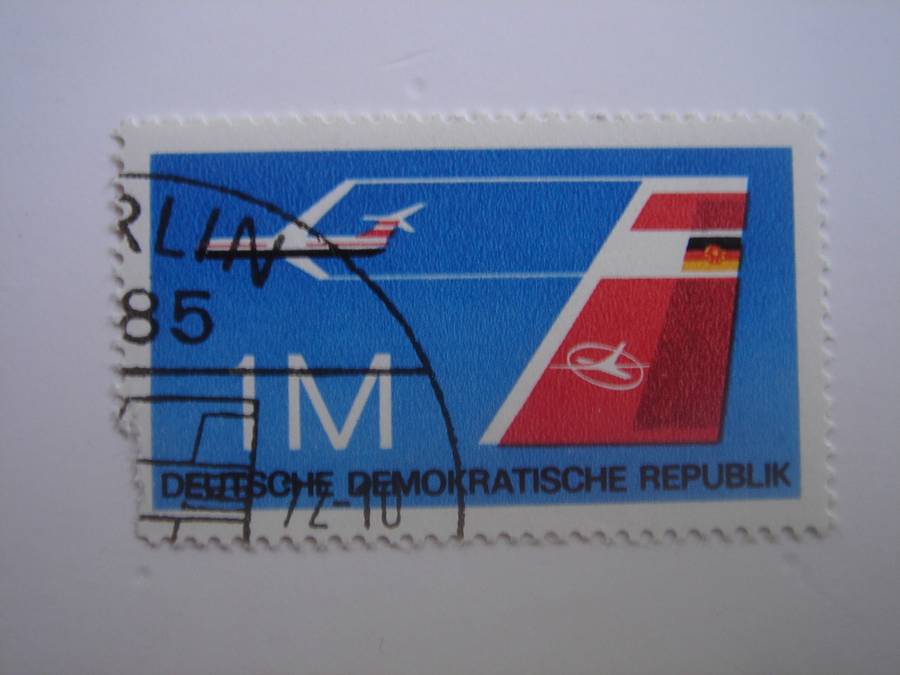 RLIN
85
1M
DEUTSCHE DEMOKRATISCHE REPUBLIK
72-10